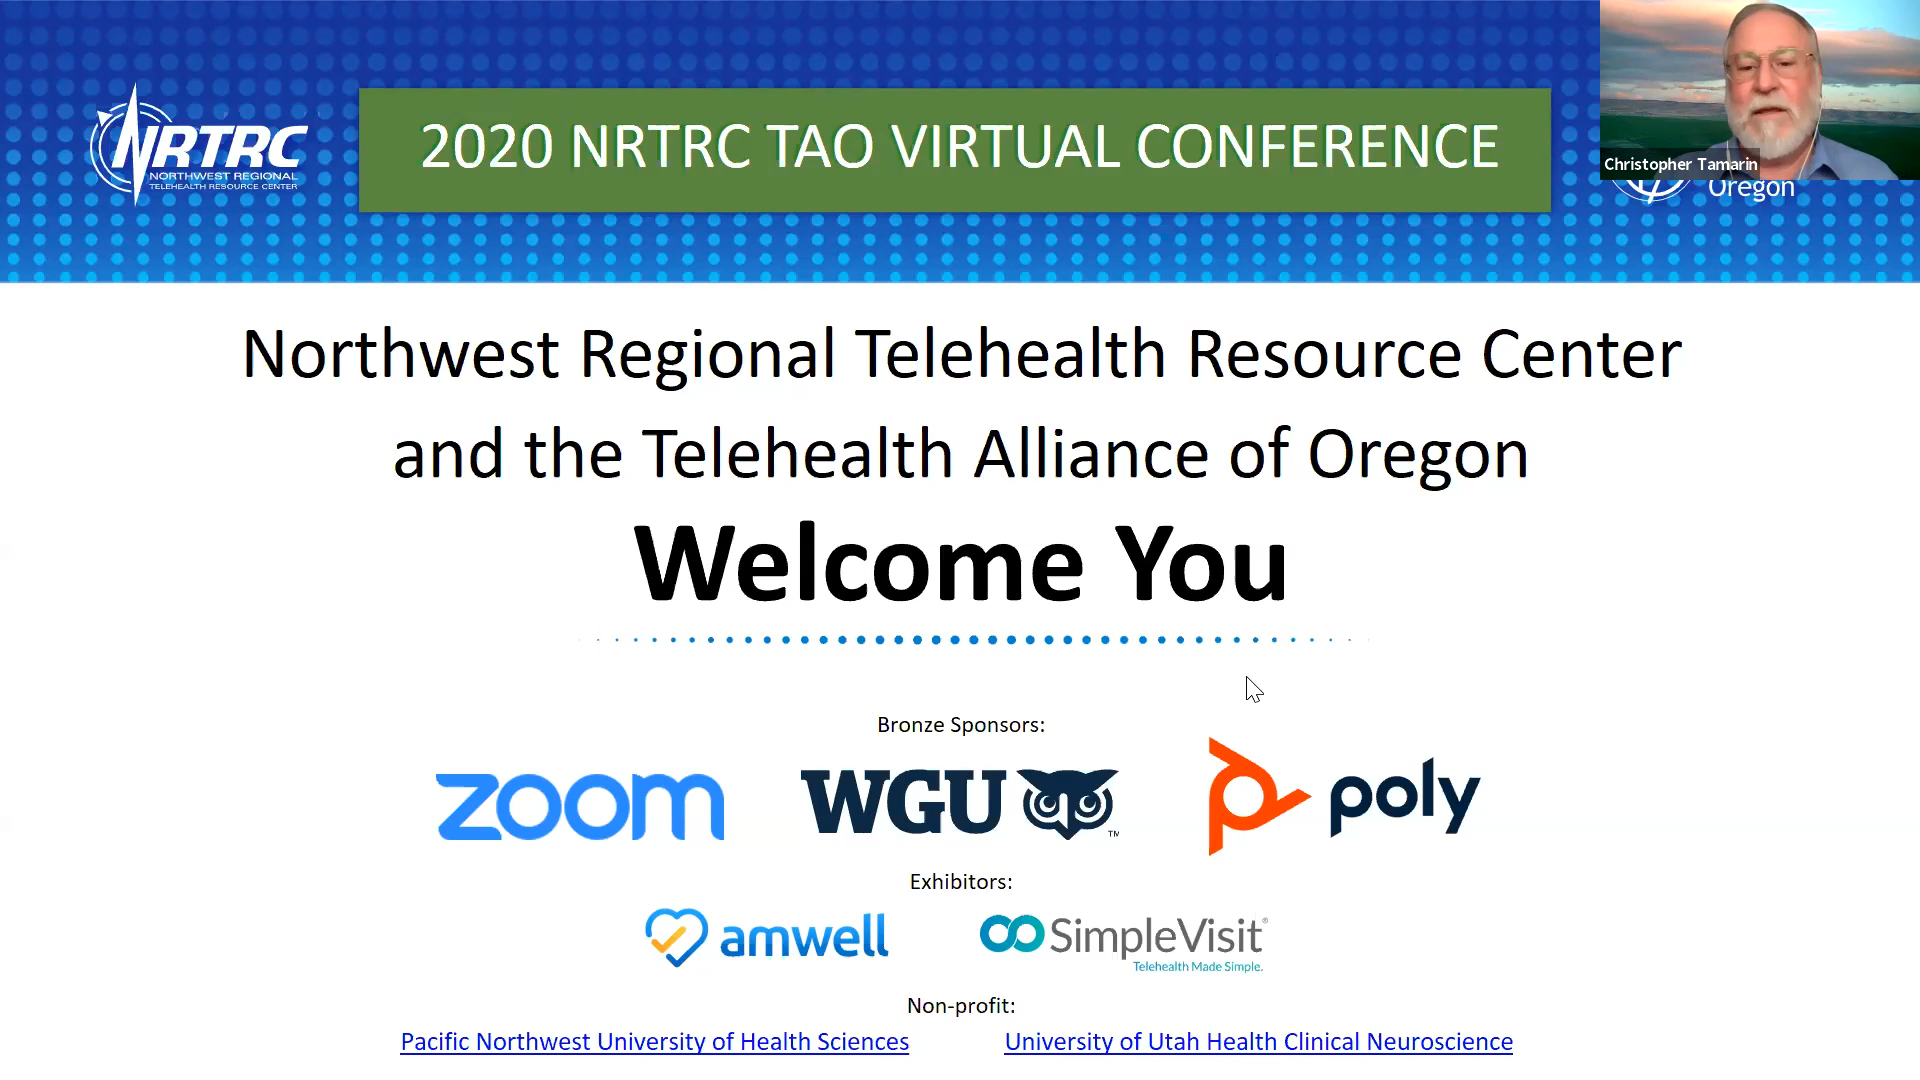 NRTRC
NORTHWEST REGIONAL
TELEHEALTH RESOURCE CENTER
2020 NRTRC TAO VIRTUAL CONFERENCE
Christopher Tamarin
Oregon
Northwest Regional Telehealth Resource Center
and the Telehealth Alliance of Oregon
Welcome You
Bronze Sponsors:
zoom
WGU
TM
poly
Exhibitors:
amwell
SimpleVisit®
Telehealth Made Simple.
Non-profit:
Pacific Northwest University of Health Sciences
University of Utah Health Clinical Neuroscience